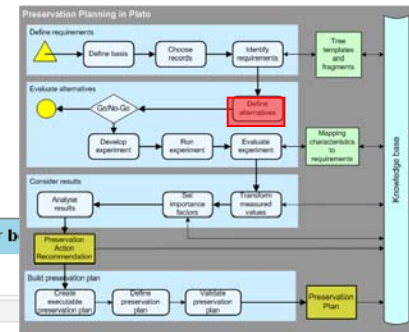 Preservation Planning in Plato
Define requirements
Define basis
Choose
records
Identify
requirements
Tree
templates
and
fragments
Evaluate alternatives
Go/No-Go
Define
alternatives
Develop
experiment
Run
experiment
Evaluate
experiment
Mapping
characteristics
to
requirements
Knowledge base
Consider results
Analyse
results
Set
importance
factors
Transform
measured
values
Preservation
Action
Recommendation
Build preservation plan
Create
executable
preservation plan
Define
preservation
plan
Validate
preservation
plan
Preservation
Plan